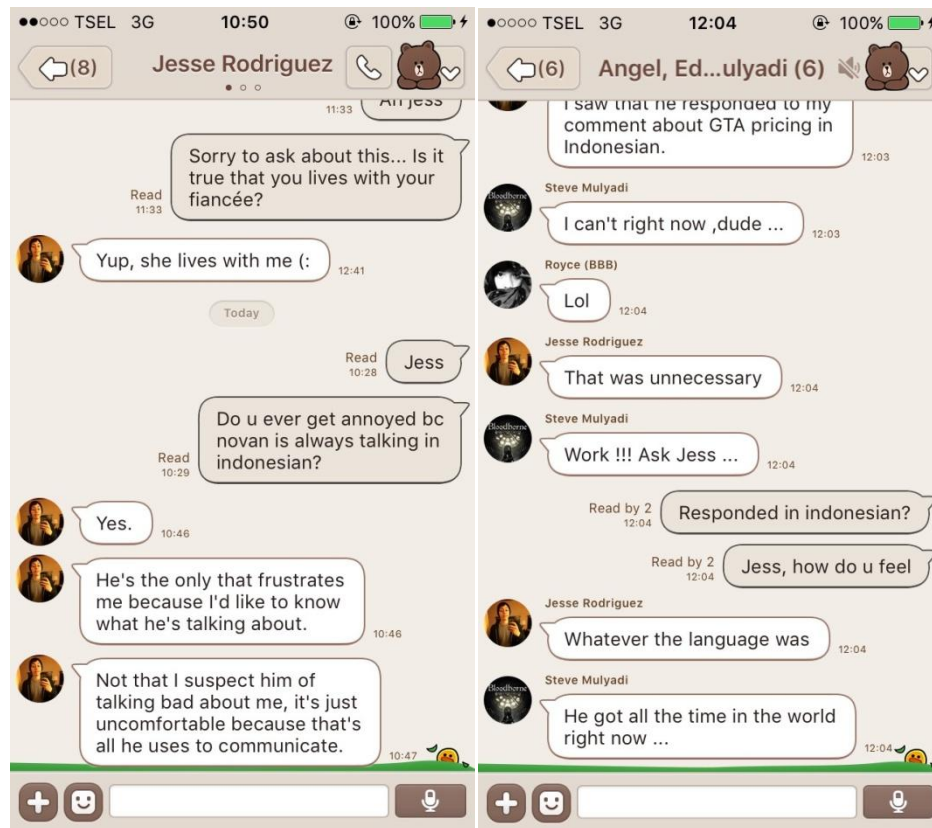 TSEL 3G 10:50 100%
(8) Jesse Rodriguez
11:33
Sorry to ask about this... Is it
true that you lives with your
fiancée?
Read
11:33
Yup, she lives with me (:
12:41
Today
Read
10:28
Jess
Do u ever get annoyed bc
novan is always talking in
indonesian?
Read
10:29
Yes.
10:46
He's the only that frustrates
me because I'd like to know
what he's talking about.
10:46
Not that I suspect him of
talking bad about me, it's just
uncomfortable because that's
all he uses to communicate.
10:47
TSEL 3G 12:04 100%
(6) Angel, Ed...ulyadi (6)
I saw that he responded to my
comment about GTA pricing in
Indonesian.
12:03
Steve Mulyadi
Bloodborne
I can't right now ,dude ...
12:03
Royce (BBB)
Lol
12:04
Jesse Rodriguez
That was unnecessary
12:04
Steve Mulyadi
Bloodborne
Work !!! Ask Jess ...
12:04
Read by 2
12:04
Responded in indonesian?
Read by 2
12:04
Jess, how do u feel
Jesse Rodriguez
Whatever the language was
12:04
Steve Mulyadi
Bloodborne
He got all the time in the world
right now ...
12:04